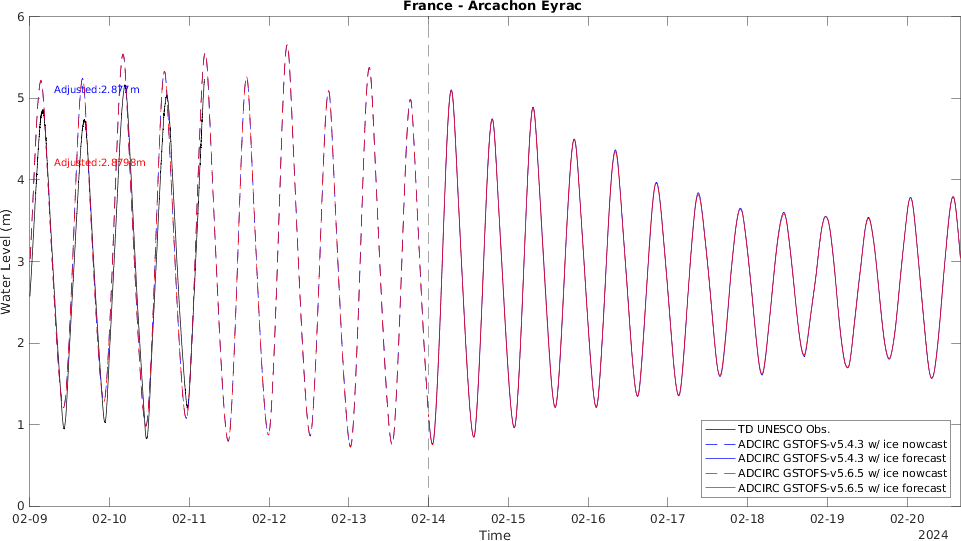 France - Arcachon Eyrac
6
5
4
3
2
1
0
Water Level (m)
Adjusted:2.877m
Adjusted:2.8798m
TD UNESCO Obs.
ADCIRC GSTOFS-v5.4.3 w/ ice nowcast
ADCIRC GSTOFS-v5.4.3 w/ ice forecast
ADCIRC GSTOFS-v5.6.5 w/ ice nowcast
ADCIRC GSTOFS-v5.6.5 w/ ice forecast
02-09 02-10 02-11 02-12 02-13 02-14 02-15 02-16 02-17 02-18 02-19 02-20
Time
2024